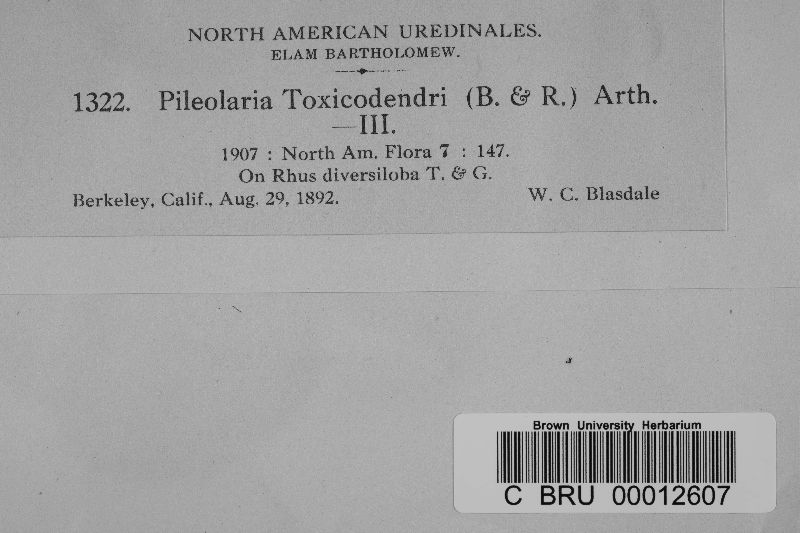 NORTH AMERICAN UREDINALES.
ELAM BARTHOLOMEW.
1322. Pileolaria Toxicodendri (B. & R.) Arth.
—III.
1907 : North Am. Flora 7 : 147.
On Rhus diversiloba T. & G.
Berkeley, Calif., Aug. 29, 1892. W. C. Blasdale
Brown University Herbarium
C BRU 00012607